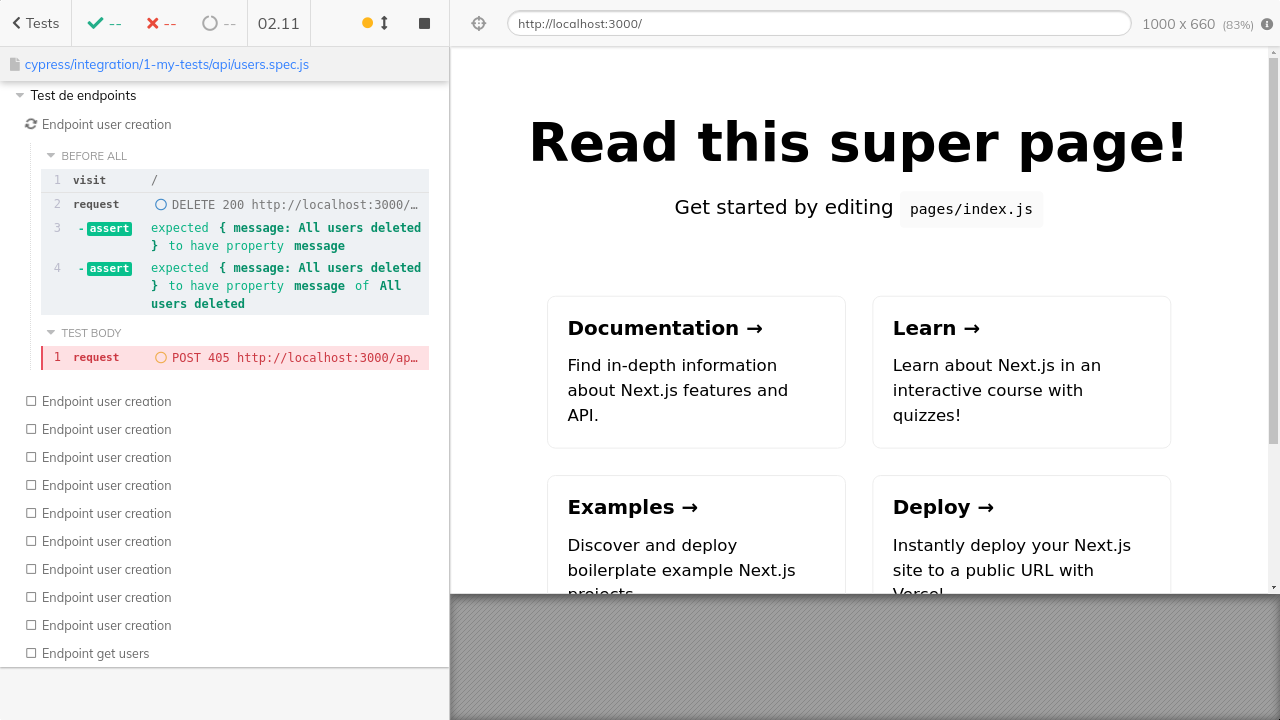 Tests
--
--
--
02.11
http://localhost:3000/
1000 x 660 (83%)
cypress/integration/1-my-tests/api/users.spec.js
Test de endpoints
Endpoint user creation
BEFORE ALL
1 visit /
2 request DELETE 200 http://localhost:3000/…
3 -assert expected { message: All users deleted
} to have property message
4 -assert expected { message: All users deleted
} to have property message of All
users deleted
TEST BODY
1 request POST 405 http://localhost:3000/ap…
Endpoint user creation
Endpoint user creation
Endpoint user creation
Endpoint user creation
Endpoint user creation
Endpoint user creation
Endpoint user creation
Endpoint user creation
Endpoint user creation
Endpoint get users
Read this super page!
Get started by editing pages/index.js
Documentation →
Find in-depth information
about Next.js features and
API.
Learn →
Learn about Next.js in an
interactive course with
quizzes!
Examples →
Discover and deploy
boilerplate example Next.js
projects.
Deploy →
Instantly deploy your Next.js
site to a public URL with
Vercel.